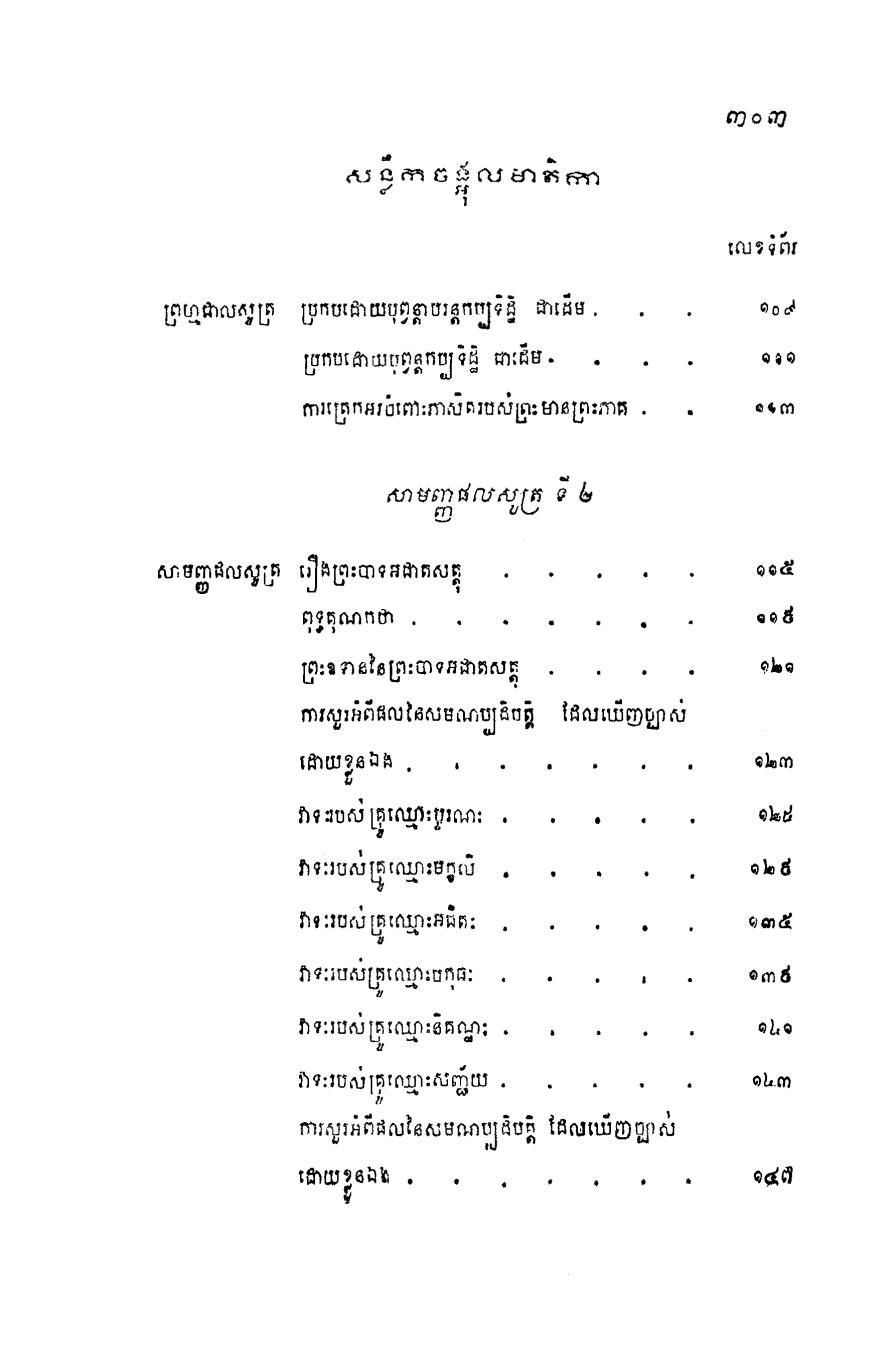 ៣០៣
សន្លឹកចង្អុលមាតិកា
លេខទំព័រ
ព្រហ្មជាលសូត្រ ប្រកបដោយបុព្វន្តាបរន្តកប្បទិដ្ឋិ ជាដើម . . . ១០៩
ប្រកបដោយបុព្វន្តកប្បទិដ្ឋិ ជាដើម . . . . ១១១
ការត្រេកអរចំពោះភាសិតរបស់ព្រះមានព្រះភាគ . . ១១៣
សាមញ្ញផលសូត្រ ទី ២
សាមញ្ញផលសូត្រ រឿងព្រះបាទអជាតសត្តុ . . . . . ១១៥
ពុទ្ធគុណកថា . . . . . . . ១១៩
ព្រះឧទាននៃព្រះបាទអជាតសត្តុ . . . . ១២១
ការសួរអំពីផលនៃសមណប្បដិបត្តិ ដែលឃើញច្បាស់
ដោយខ្លួនឯង . . . . . . . ១២៣
វាទៈរបស់គ្រូឈ្មោះបូរណៈ . . . . . ១២៥
វាទៈរបស់គ្រូឈ្មោះមក្ខលិ . . . . . ១២៩
វាទៈរបស់គ្រូឈ្មោះអជិតៈ . . . . . ១៣៥
វាទៈរបស់គ្រូឈ្មោះបកុធៈ . . . . . ១៣៩
វាទៈរបស់គ្រូឈ្មោះនិគណ្ឋៈ . . . . . ១៤១
វាទៈរបស់គ្រូឈ្មោះសញ្ជ័យ . . . . . ១៤៣
ការសួរអំពីផលនៃសមណប្បដិបត្តិ ដែលឃើញច្បាស់
ដោយខ្លួនឯង . . . . . . . ១៤៧